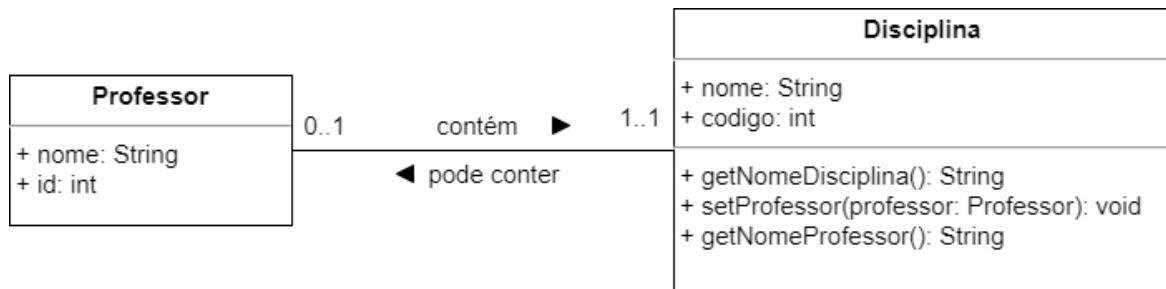 Disciplina
+ nome: String
+ codigo: int
+ getNomeDisciplina(): String
+ setProfessor(professor: Professor): void
+ getNomeProfessor(): String
Professor
+ nome: String
+ id: int
0..1
contém ▶
1..1
◀ pode conter